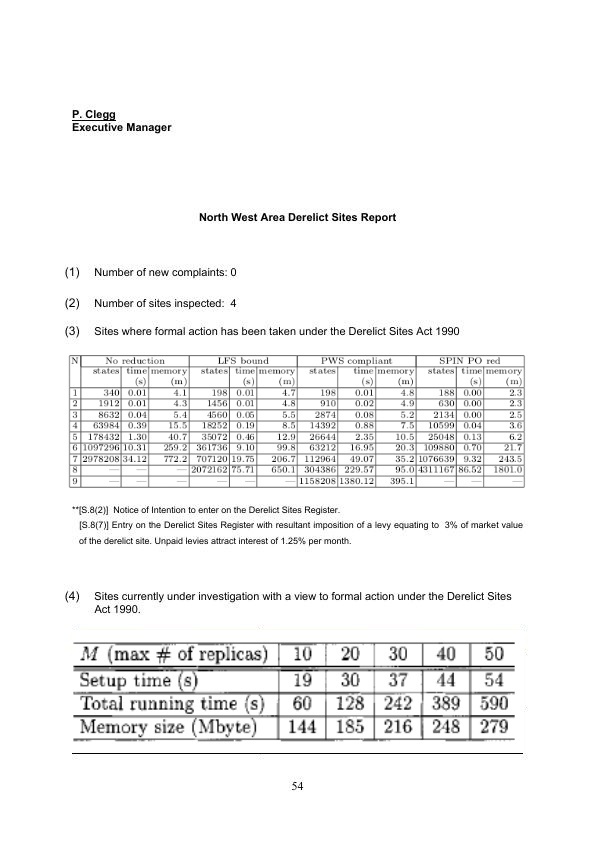 P. Clegg
Executive Manager
North West Area Derelict Sites Report
(1) Number of new complaints: 0
(2) Number of sites inspected: 4
(3) Sites where formal action has been taken under the Derelict Sites Act 1990
N No reduction LFS bound PWS compliant SPIN PO red
states time memory states time memory states time memory states time memory
(s) (m) (s) (m) (s) (m) (s) (m)
1 340 0.01 4.1 198 0.01 4.7 198 0.01 4.8 188 0.00 2.3
2 1912 0.01 4.3 1456 0.01 4.8 910 0.02 4.9 630 0.00 2.3
3 8632 0.04 5.4 4560 0.05 5.5 2874 0.08 5.2 2134 0.00 2.5
4 63984 0.39 15.5 18252 0.19 8.5 14392 0.88 7.5 10599 0.04 3.6
5 178432 1.30 40.7 35072 0.46 12.9 26644 2.35 10.5 25048 0.13 6.2
6 1097296 10.31 259.2 361736 9.10 99.8 63212 16.95 20.3 109880 0.70 21.7
7 2978208 34.12 772.2 707120 19.75 206.7 112964 49.07 35.2 1076639 9.32 243.5
8 — — — 2072162 75.71 650.1 304386 229.57 95.0 4311167 86.52 1801.0
9 — — — 1158208 1380.12 395.1 — — —
**[S.8(2)] Notice of Intention to enter on the Derelict Sites Register.
[S.8(7)] Entry on the Derelict Sites Register with resultant imposition of a levy equating to 3% of market value
of the derelict site. Unpaid levies attract interest of 1.25% per month.
(4) Sites currently under investigation with a view to formal action under the Derelict Sites
Act 1990.
M (max # of replicas) 10 20 30 40 50
Setup time (s) 19 30 37 44 54
Total running time (s) 60 128 242 389 590
Memory size (Mbyte) 144 185 216 248 279
54